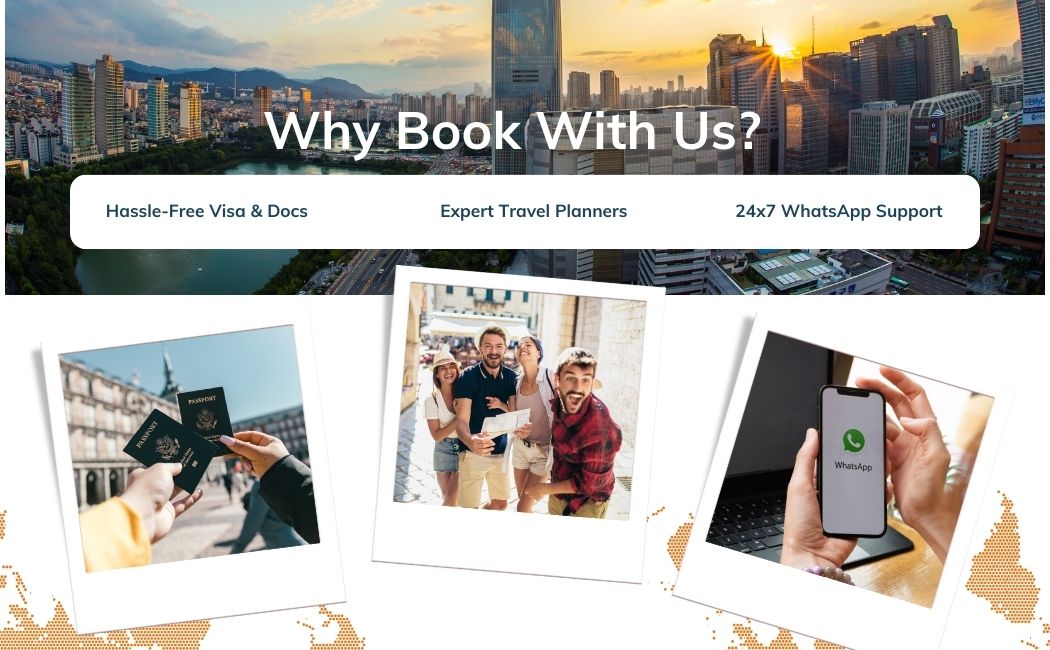 Why Book With Us?
Hassle-Free Visa & Docs
Expert Travel Planners
24x7 WhatsApp Support
PASSPORT
PASSPORT
WhatsApp